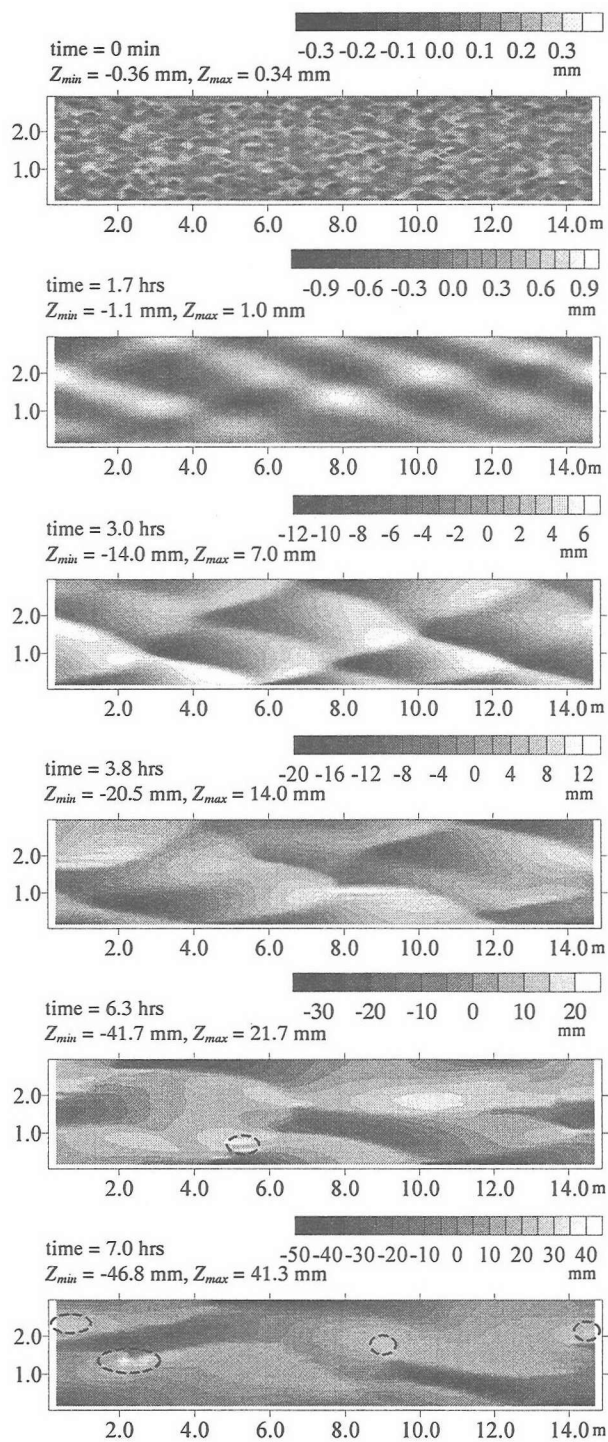 time = 0 min
-0.3 -0.2 -0.1 0.0 0.1 0.2 0.3
Zmin = -0.36 mm, Zmax = 0.34 mm
mm
2.0
1.0
2.0 4.0 6.0 8.0 10.0 12.0 14.0 m
time = 1.7 hrs
-0.9 -0.6 -0.3 0.0 0.3 0.6 0.9
Zmin = -1.1 mm, Zmax = 1.0 mm
mm
2.0
1.0
2.0 4.0 6.0 8.0 10.0 12.0 14.0 m
time = 3.0 hrs
-12 -10 -8 -6 -4 -2 0 2 4 6
Zmin = -14.0 mm, Zmax = 7.0 mm
mm
2.0
1.0
2.0 4.0 6.0 8.0 10.0 12.0 14.0 m
time = 3.8 hrs
-20 -16 -12 -8 -4 0 4 8 12
Zmin = -20.5 mm, Zmax = 14.0 mm
mm
2.0
1.0
2.0 4.0 6.0 8.0 10.0 12.0 14.0 m
time = 6.3 hrs
-30 -20 -10 0 10 20
Zmin = -41.7 mm, Zmax = 21.7 mm
mm
2.0
1.0
2.0 4.0 6.0 8.0 10.0 12.0 14.0 m
time = 7.0 hrs
-50 -40 -30 -20 -10 0 10 20 30 40
Zmin = -46.8 mm, Zmax = 41.3 mm
mm
2.0
1.0
2.0 4.0 6.0 8.0 10.0 12.0 14.0 m